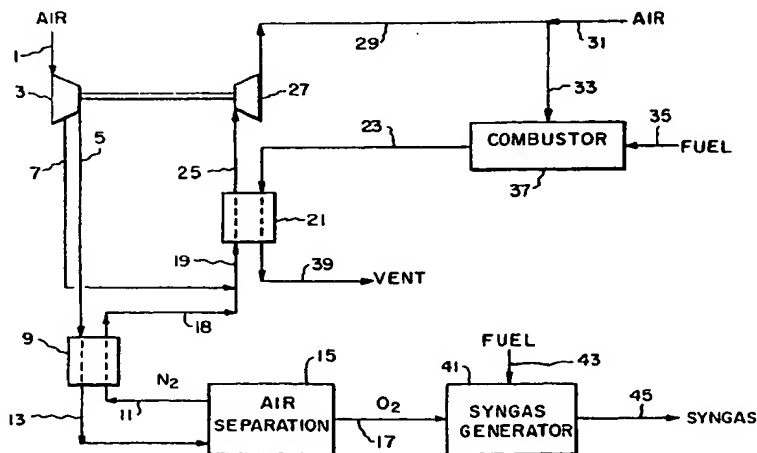 AIR
1
3
27
29
31
AIR
33
35
FUEL
COMBUSTOR
37
23
5
7
25
21
19
39
VENT
9
18
N2
11
13
15
AIR
SEPARATION
O2
17
FUEL
43
41
SYNGAS
GENERATOR
45
SYNGAS